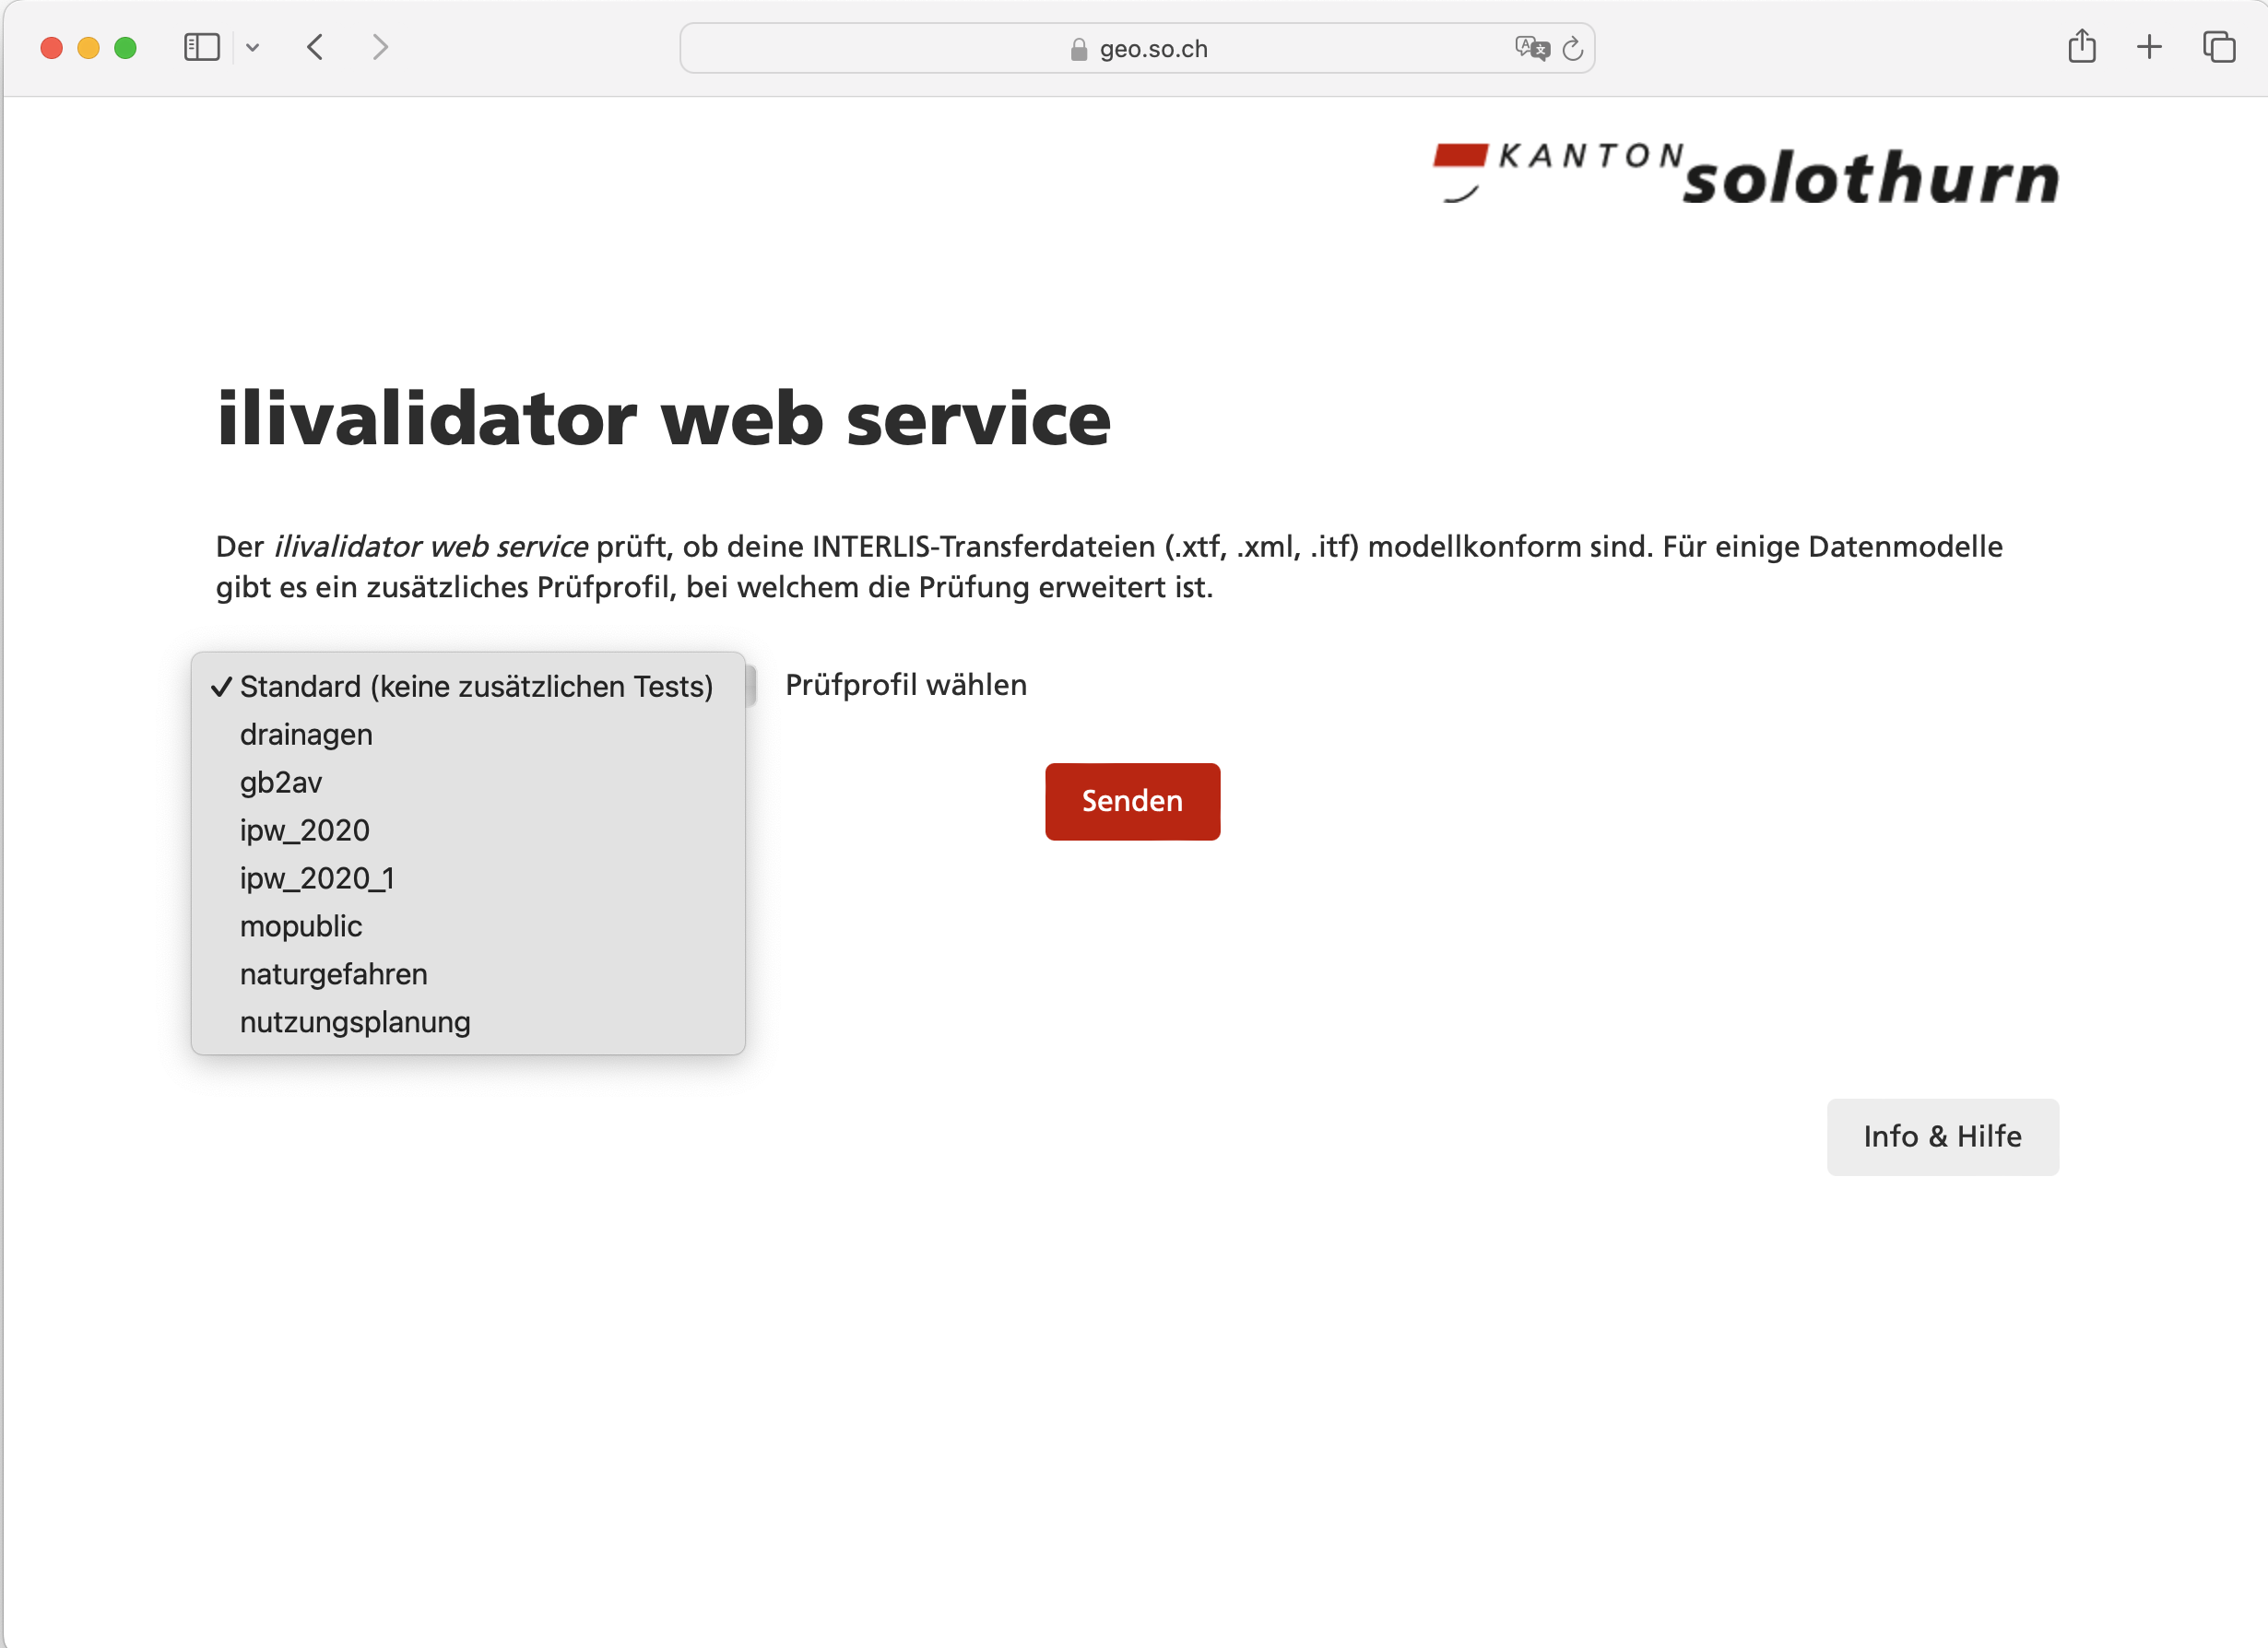 geo.so.ch
KANTON solothurn
ilivalidator web service
Der ilivalidator web service prüft, ob deine INTERLIS-Transferdateien (.xtf, .xml, .itf) modellkonform sind. Für einige Datenmodelle
gibt es ein zusätzliches Prüfprofil, bei welchem die Prüfung erweitert ist.
✓ Standard (keine zusätzlichen Tests)
Prüfprofil wählen
drainagen
gb2av
ipw_2020
ipw_2020_1
mopublic
naturgefahren
nutzungsplanung
Senden
Info & Hilfe